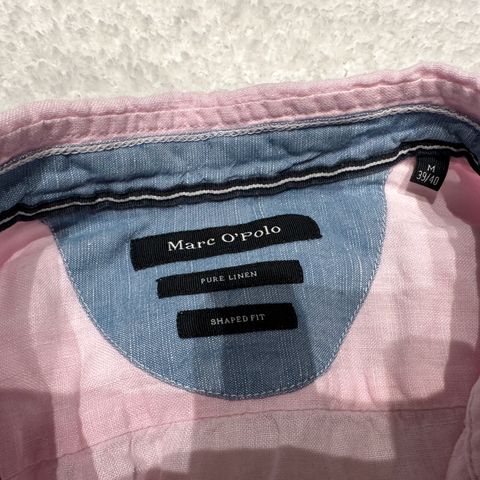 Marc O'Polo
PURE LINEN
SHAPED FIT
M
39/40